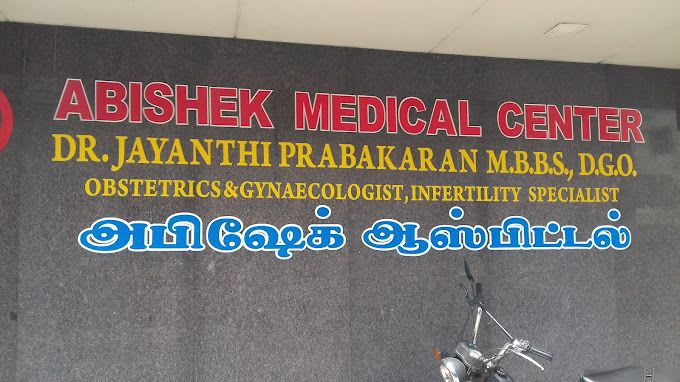 ABISHEK MEDICAL CENTER
DR. JAYANTHI PRABAKARAN M.B.B.S., D.G.O.
OBSTETRICS&GYNAECOLOGIST, INFERTILITY SPECIALIST
அபிஷேக் ஆஸ்பிட்டல்